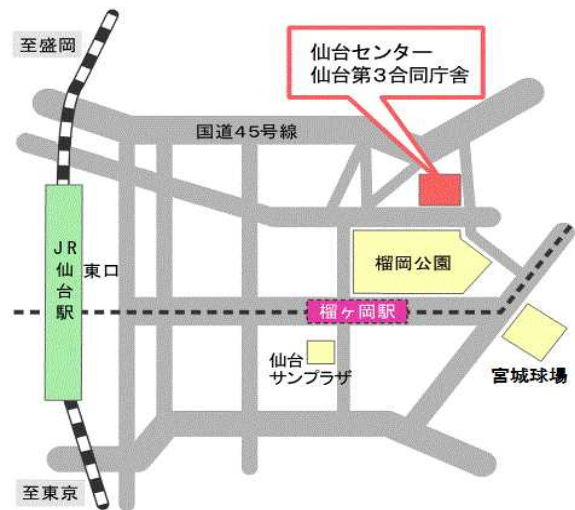 至盛岡
仙台センター
仙台第3合同庁舎
国道45号線
JR仙台駅
東口
榴岡公園
榴ヶ岡駅
仙台
サンプラザ
宮城球場
至東京